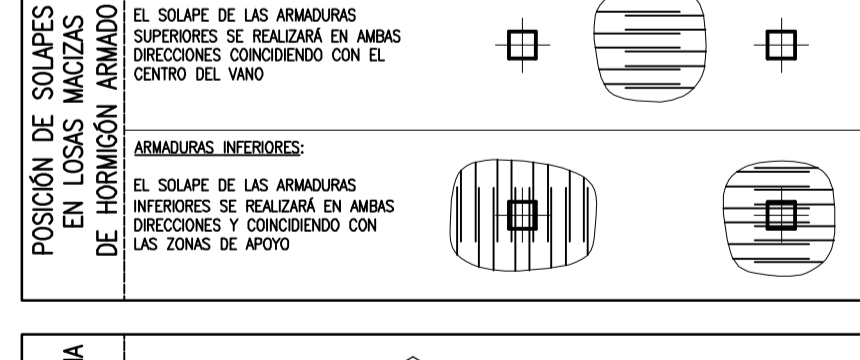 POSICIÓN DE SOLAPES
EN LOSAS MACIZAS
DE HORMIGÓN ARMADO
EL SOLAPE DE LAS ARMADURAS
SUPERIORES SE REALIZARÁ EN AMBAS
DIRECCIONES COINCIDIENDO CON EL
CENTRO DEL VANO
ARMADURAS INFERIORES:
EL SOLAPE DE LAS ARMADURAS
INFERIORES SE REALIZARÁ EN AMBAS
DIRECCIONES Y COINCIDIENDO CON
LAS ZONAS DE APOYO